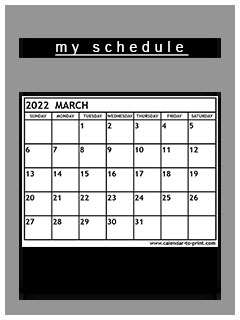 my schedule
2022 MARCH
SUNDAY MONDAY TUESDAY WEDNESDAY THURSDAY FRIDAY SATURDAY
1 2 3 4 5
6 7 8 9 10 11 12
13 14 15 16 17 18 19
20 21 22 23 24 25 26
27 28 29 30 31
www.calendar-to-print.com